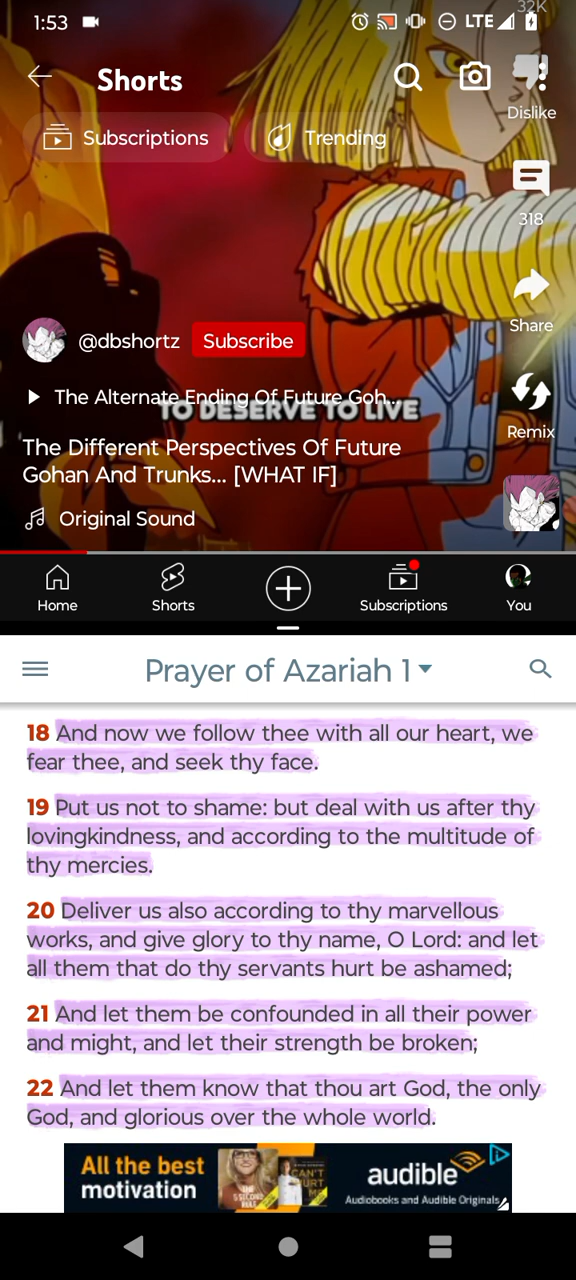 32K
1:53
LTE
Shorts
Dislike
Subscriptions
Trending
318
Share
@dbshortz
Subscribe
The Alternate Ending Of Future Goh...
TO DESERVE TO LIVE
Remix
The Different Perspectives Of Future
Gohan And Trunks... [WHAT IF]
Original Sound
Home
Shorts
Subscriptions
You
Prayer of Azariah 1
18 And now we follow thee with all our heart, we
fear thee, and seek thy face.
19 Put us not to shame: but deal with us after thy
lovingkindness, and according to the multitude of
thy mercies.
20 Deliver us also according to thy marvellous
works, and give glory to thy name, O Lord: and let
all them that do thy servants hurt be ashamed;
21 And let them be confounded in all their power
and might, and let their strength be broken;
22 And let them know that thou art God, the only
God, and glorious over the whole world.
All the best
motivation
THE
5 SECOND
RULE
CAN'T
HURT
ME
audible
Audiobooks and Audible Originals